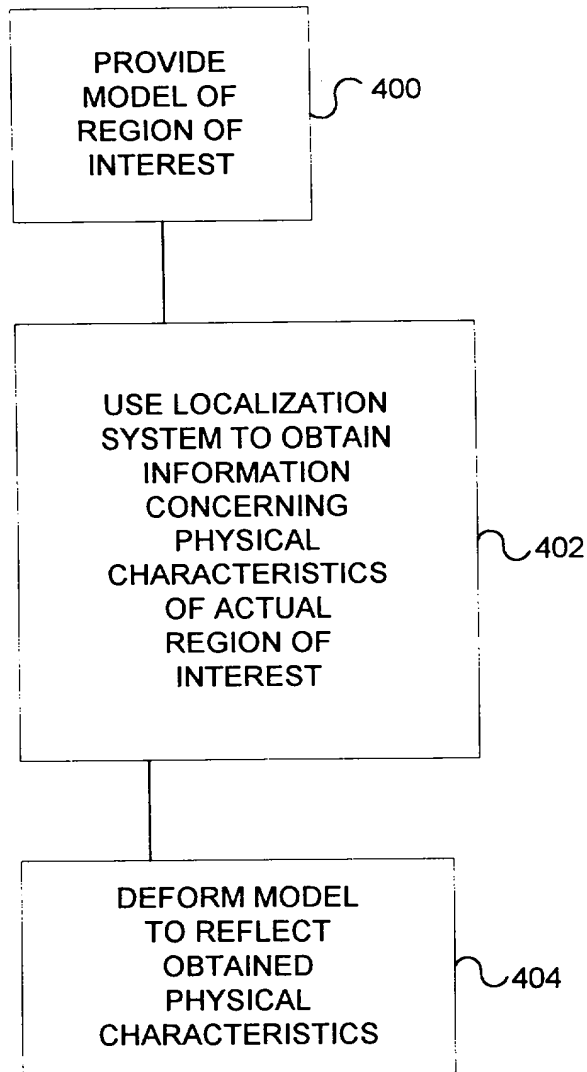 PROVIDE
MODEL OF
REGION OF
INTEREST
400
USE LOCALIZATION
SYSTEM TO OBTAIN
INFORMATION
CONCERNING
PHYSICAL
CHARACTERISTICS
OF ACTUAL
REGION OF
INTEREST
402
DEFORM MODEL
TO REFLECT
OBTAINED
PHYSICAL
CHARACTERISTICS
404